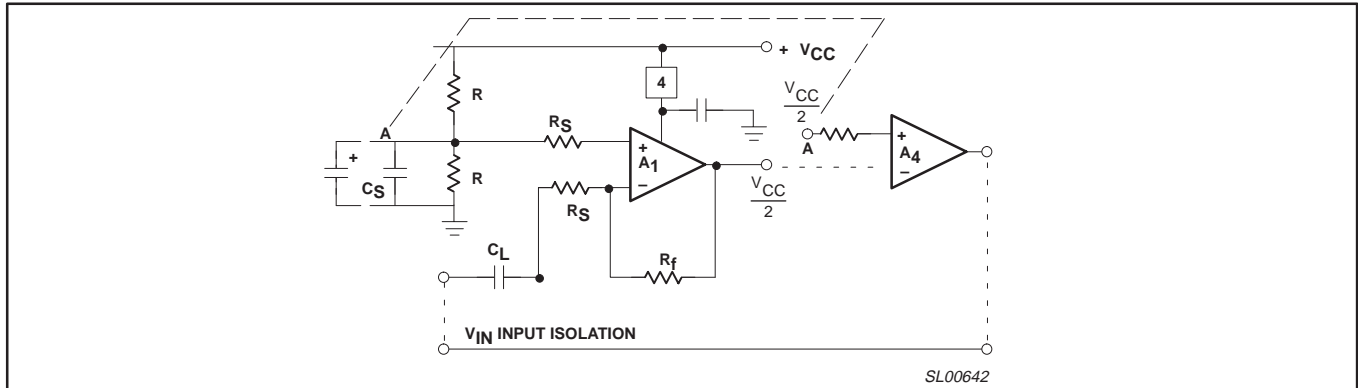 + VCC
4
R
VCC
2
A
RS
+
A1
−
+
A4
−
A
+
CS
R
RS
VCC
2
CL
Rf
VIN INPUT ISOLATION
SL00642